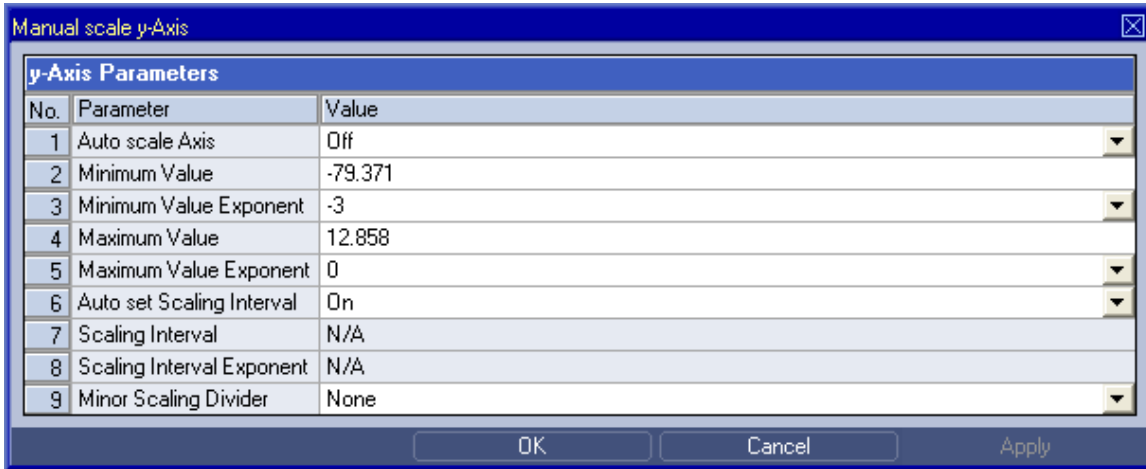 Manual scale y-Axis
y-Axis Parameters
No. Parameter Value
1 Auto scale Axis Off
2 Minimum Value -79.371
3 Minimum Value Exponent -3
4 Maximum Value 12.858
5 Maximum Value Exponent 0
6 Auto set Scaling Interval On
7 Scaling Interval N/A
8 Scaling Interval Exponent N/A
9 Minor Scaling Divider None
OK Cancel Apply